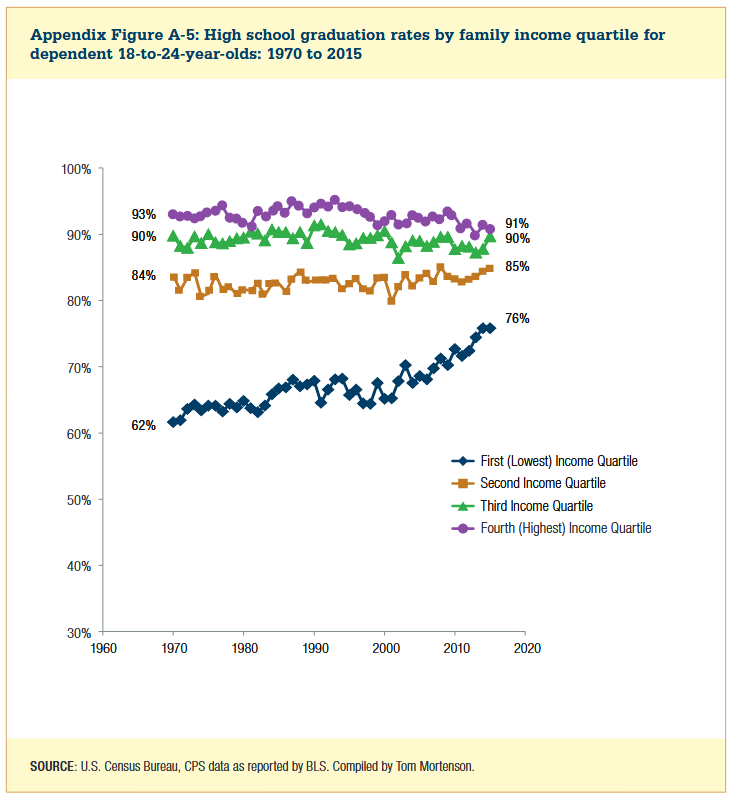 Appendix Figure A-5: High school graduation rates by family income quartile for
dependent 18-to-24-year-olds: 1970 to 2015
100%
90%
80%
70%
60%
50%
40%
30%
93%
90%
84%
62%
91%
90%
85%
76%
First (Lowest) Income Quartile
Second Income Quartile
Third Income Quartile
Fourth (Highest) Income Quartile
1960 1970 1980 1990 2000 2010 2020
SOURCE: U.S. Census Bureau, CPS data as reported by BLS. Compiled by Tom Mortenson.